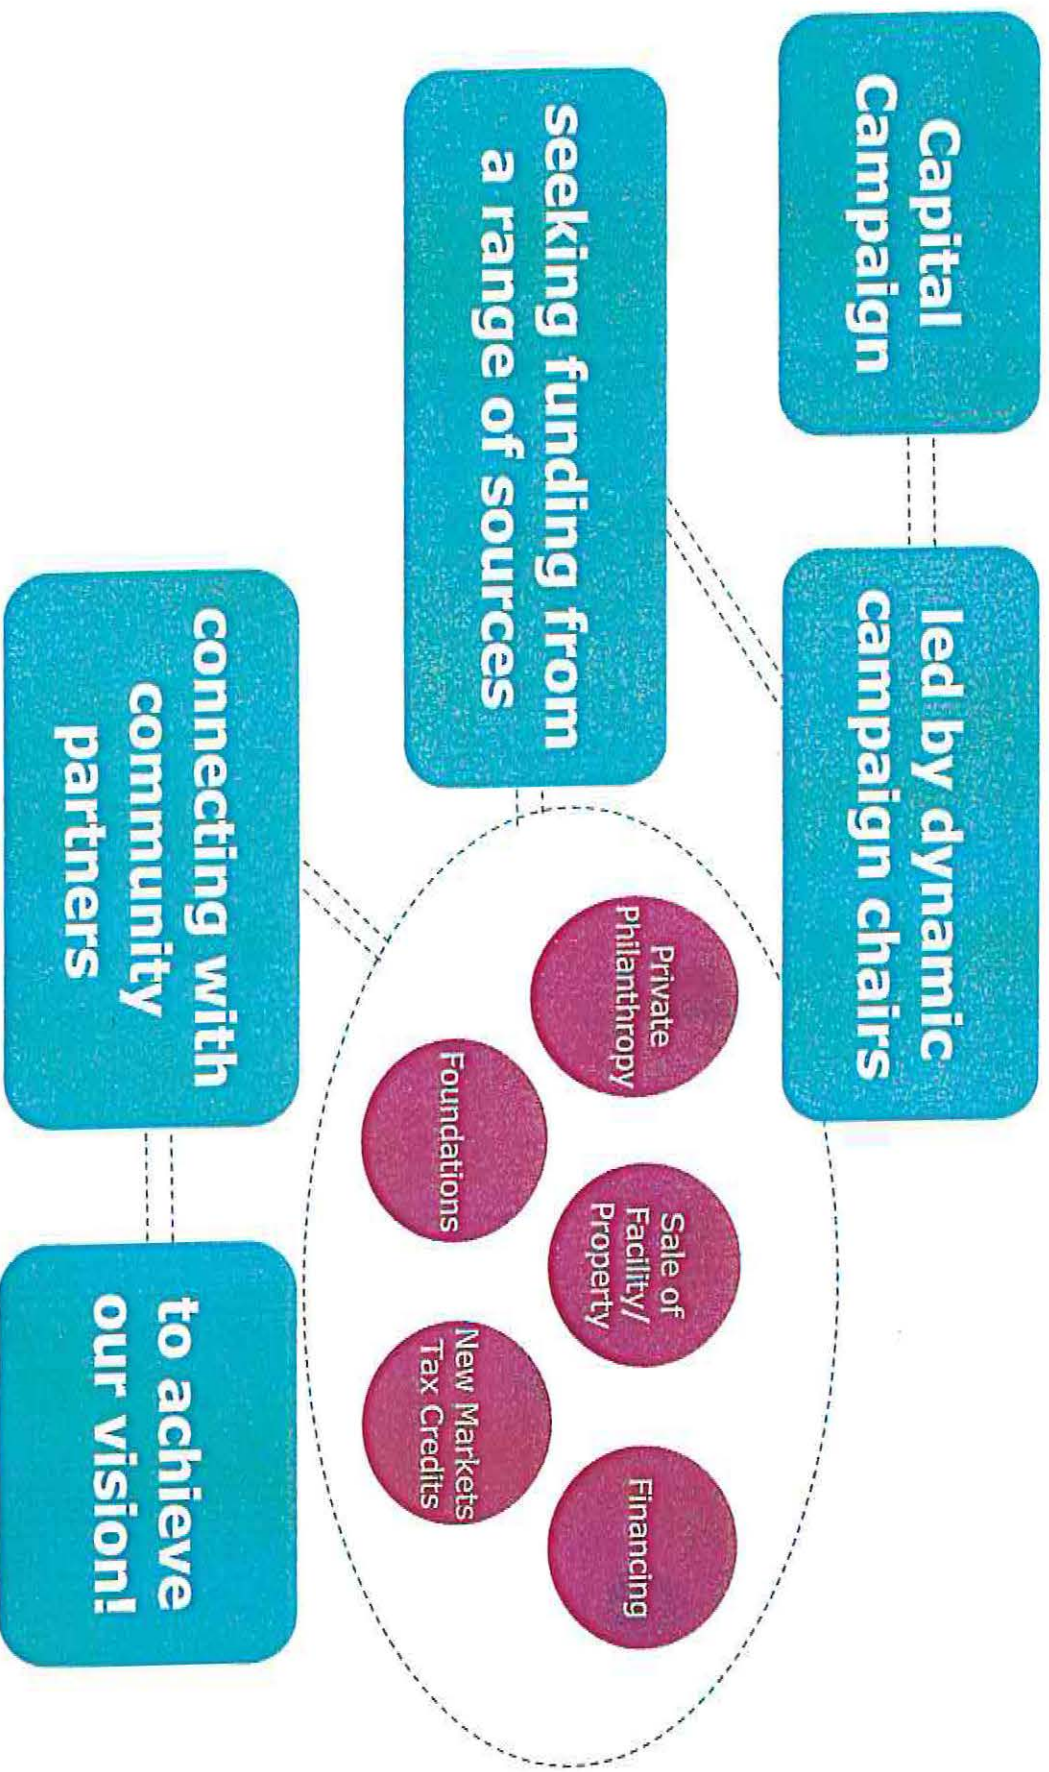 Capital
Campaign
led by dynamic
campaign chairs
seeking funding from
a range of sources
Private
Philanthropy
Sale of
Facility/
Property
Financing
Foundations
New Markets
Tax Credits
connecting with
community
partners
to achieve
our vision!